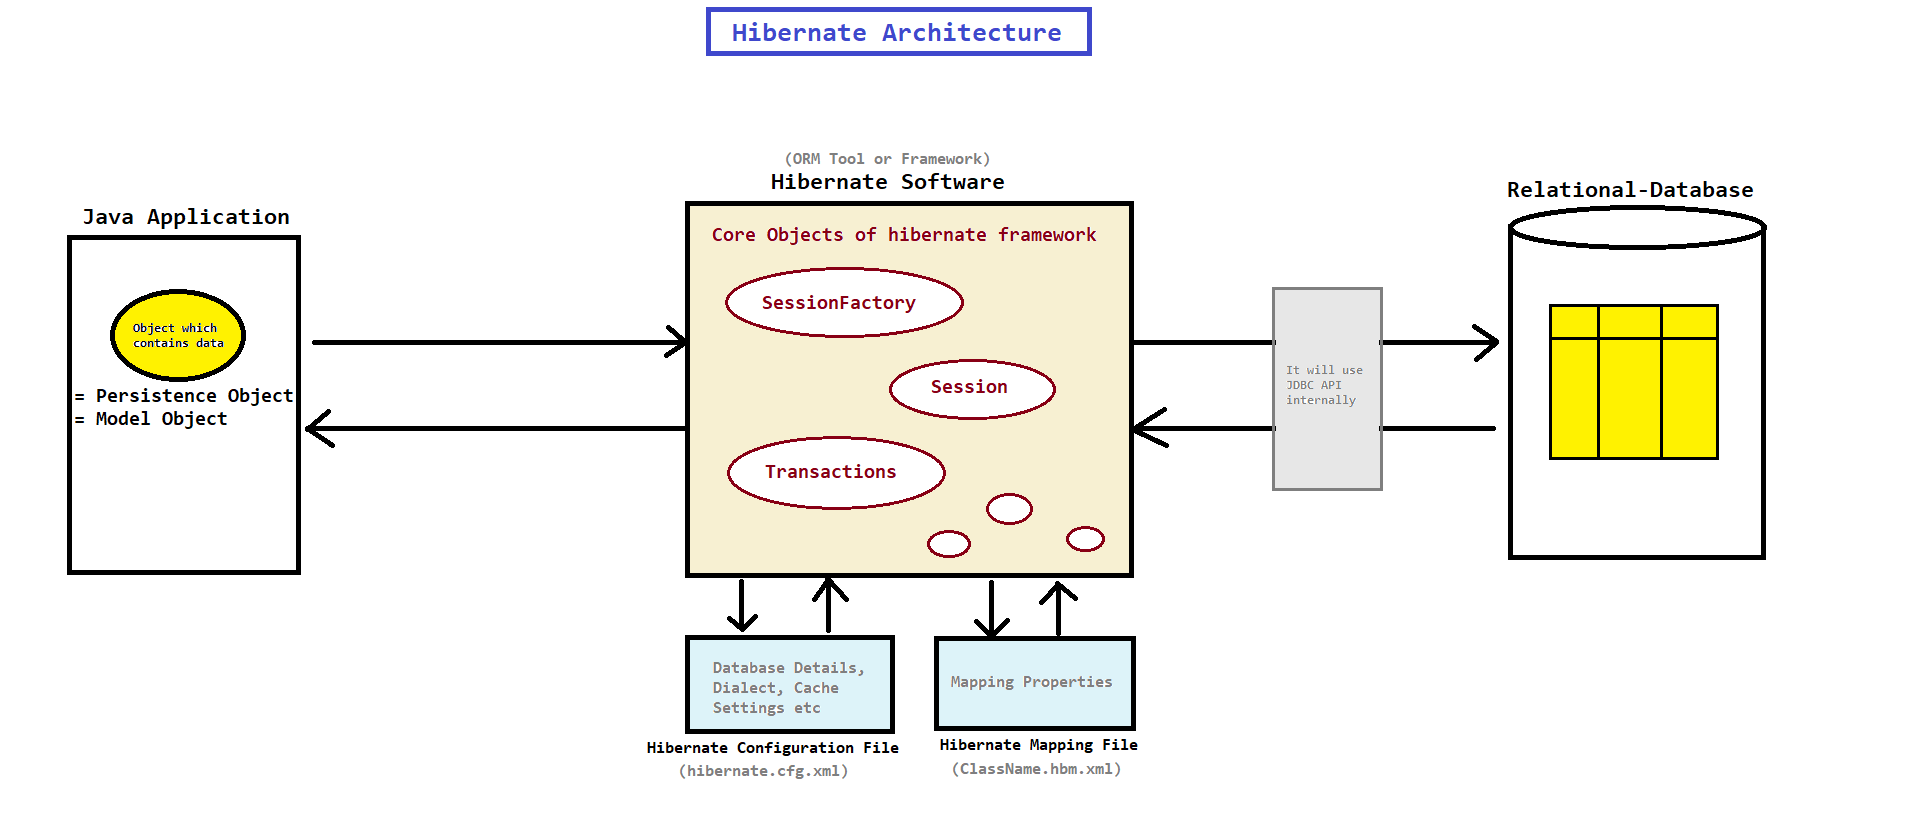 Hibernate Architecture
(ORM Tool or Framework)
Hibernate Software
Java Application
Object which
contains data
= Persistence Object
= Model Object
Core Objects of hibernate framework
SessionFactory
Session
Transactions
It will use
JDBC API
internally
Relational-Database
Database Details,
Dialect, Cache
Settings etc
Hibernate Configuration File
(hibernate.cfg.xml)
Mapping Properties
Hibernate Mapping File
(ClassName.hbm.xml)